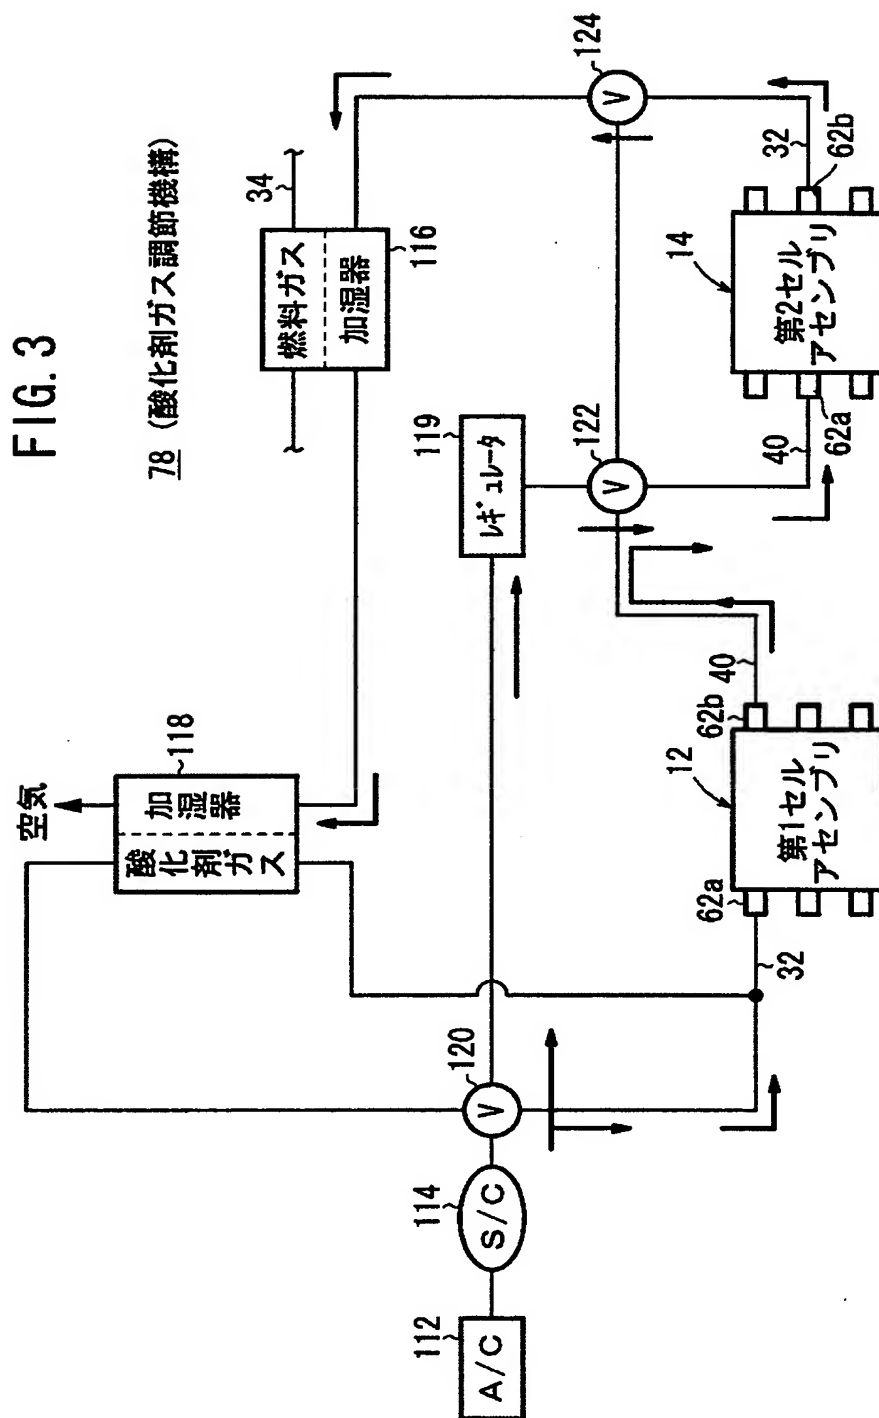 FIG. 3
78 (酸化剤ガス調節機構)
空気
118
酸化剤ガス
加湿器
34
燃料ガス
加湿器
116
124
V
119
レギュレータ
122
V
120
V
114
S/C
112
A/C
32
62a
12
第1セル
アセンブリ
62b
40
40
62a
14
第2セル
アセンブリ
32
62b